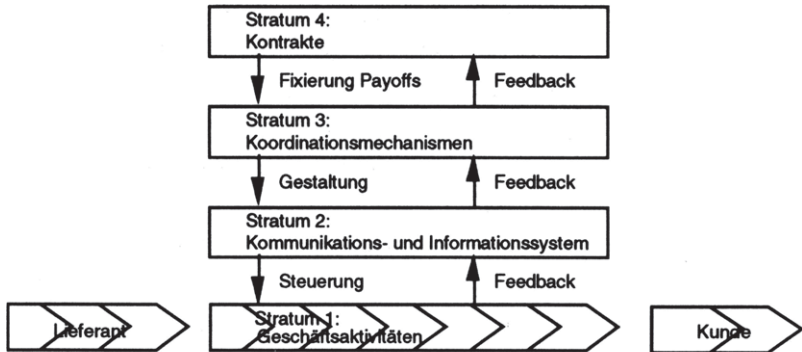 Stratum 4:
Kontrakte
Fixierung Payoffs
Feedback
Stratum 3:
Koordinationsmechanismen
Gestaltung
Feedback
Stratum 2:
Kommunikations- und Informationssystem
Steuerung
Feedback
Lieferant
Stratum 1:
Geschäftsaktivitäten
Kunde